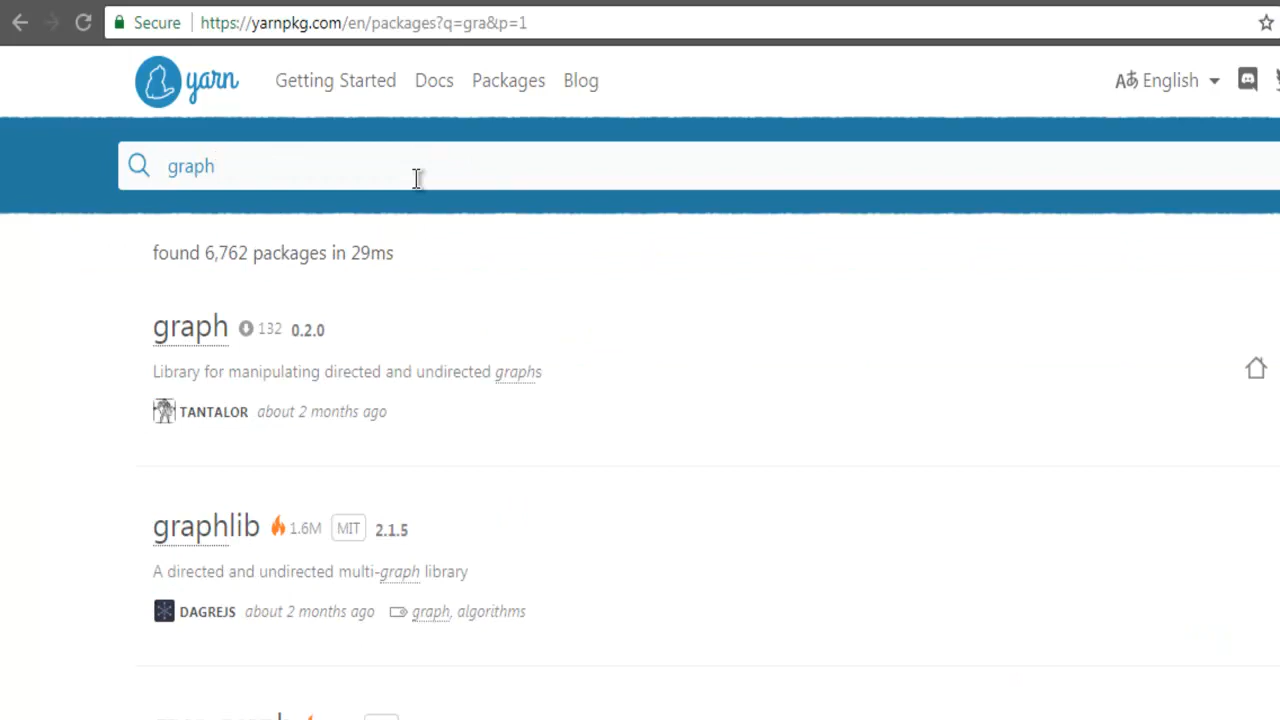 Secure https://yarnpkg.com/en/packages?q=gra&p=1
yarn Getting Started Docs Packages Blog Aあ English
graph
found 6,762 packages in 29ms
graph 132 0.2.0
Library for manipulating directed and undirected graphs
TANTALOR about 2 months ago
graphlib 1.6M MIT 2.1.5
A directed and undirected multi-graph library
DAGREJS about 2 months ago graph, algorithms